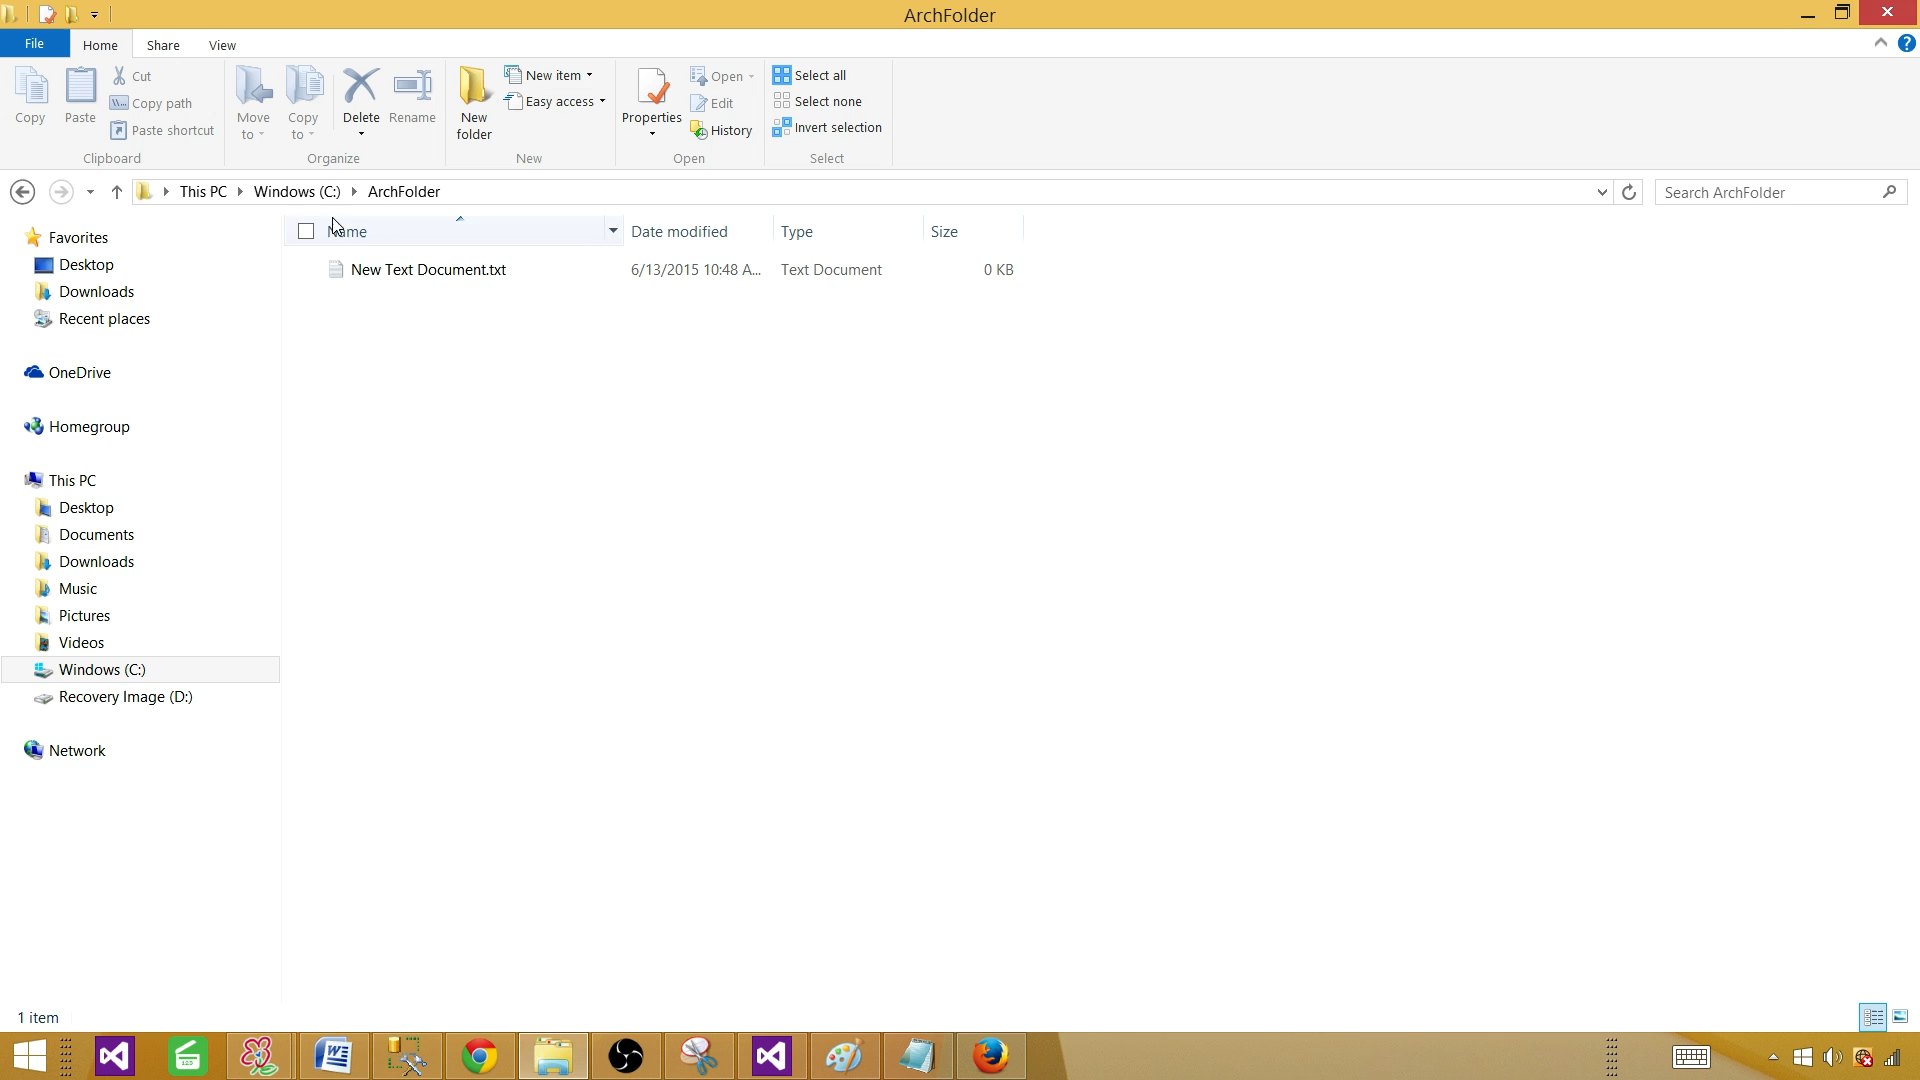 ArchFolder
File Home Share View
Copy
Paste
Cut
Copy path
Paste shortcut
Clipboard
Move to
Copy to
Delete
Rename
Organize
New folder
New item
Easy access
New
Properties
Open
Edit
History
Open
Select all
Select none
Invert selection
Select
This PC Windows (C:) ArchFolder
Search ArchFolder
Name Date modified Type Size
New Text Document.txt 6/13/2015 10:48 A... Text Document 0 KB
Favorites
Desktop
Downloads
Recent places
OneDrive
Homegroup
This PC
Desktop
Documents
Downloads
Music
Pictures
Videos
Windows (C:)
Recovery Image (D:)
Network
1 item
123